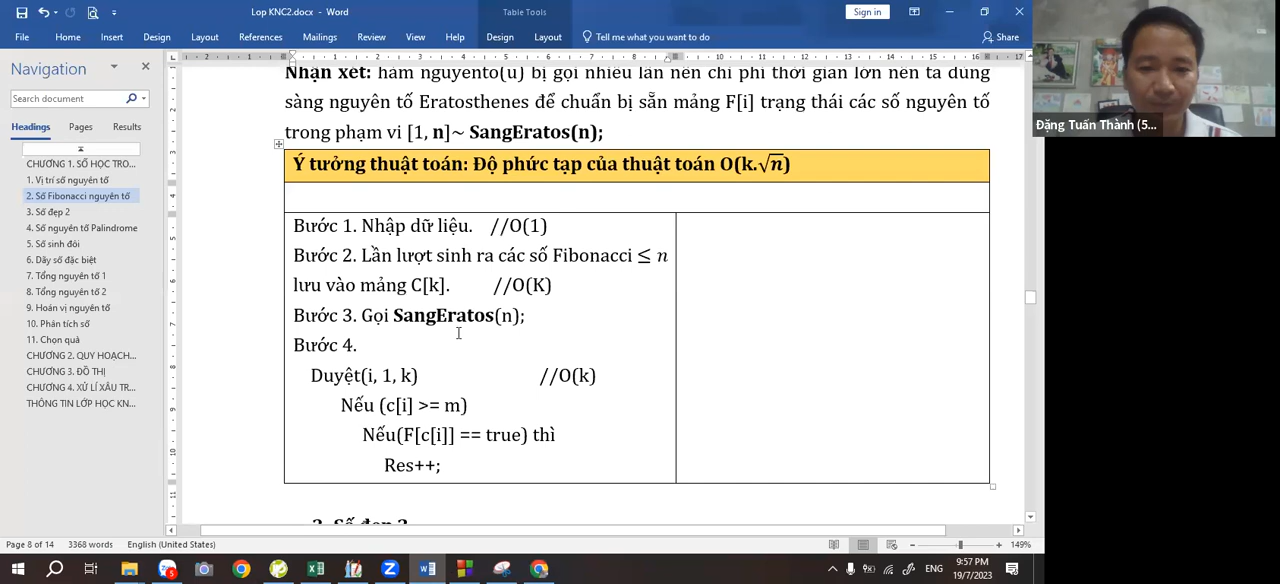 Lop KNC2.docx - Word
Table Tools
Sign in
File Home Insert Design Layout References Mailings Review View Help Design Layout Tell me what you want to do Share
Navigation
Search document
Headings Pages Results
CHƯƠNG 1. SỐ HỌC TRO...
1. Vị trí số nguyên tố
2. Số Fibonacci nguyên tố
3. Số đẹp 2
4. Số nguyên tố Palindrome
5. Số sinh đôi
6. Dãy số đặc biệt
7. Tổng nguyên tố 1
8. Tổng nguyên tố 2
9. Hoán vị nguyên tố
10. Phân tích số
11. Chọn quà
CHƯƠNG 2. QUY HOẠCH...
CHƯƠNG 3. ĐỒ THỊ
CHƯƠNG 4. XỬ LÍ XÂU TR...
THÔNG TIN LỚP HỌC KN...
Nhận xét: hàm nguyento(u) bị gọi nhiều lần nên chi phí thời gian lớn nên ta dùng
sàng nguyên tố Eratosthenes để chuẩn bị sẵn mảng F[i] trạng thái các số nguyên
tố trong phạm vi [1, n]~ SangEratos(n);
Ý tưởng thuật toán: Độ phức tạp của thuật toán O(k.√n)
Bước 1. Nhập dữ liệu. //O(1)
Bước 2. Lần lượt sinh ra các số Fibonacci ≤ n
lưu vào mảng C[k]. //O(K)
Bước 3. Gọi SangEratos(n);
Bước 4.
Duyệt(i, 1, k) //O(k)
Nếu (c[i] >= m)
Nếu(F[c[i]] == true) thì
Res++;
3. Số đẹp 2
Đặng Tuấn Thành (5...
Page 8 of 14 3368 words English (United States)
149%
ENG
9:57 PM
19/7/2023